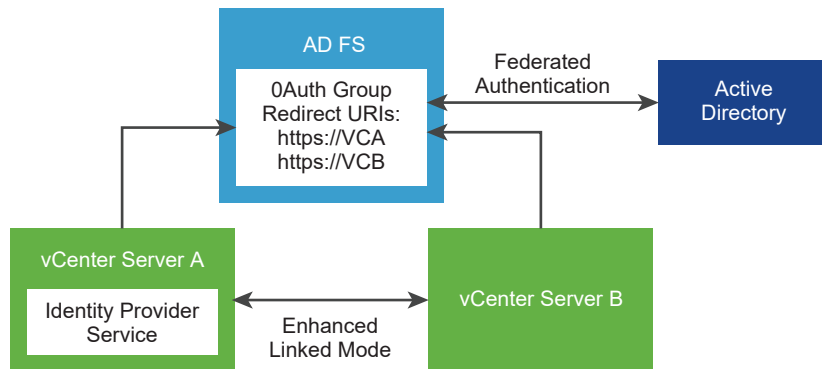 AD FS
0Auth Group
Redirect URIs:
https://VCA
https://VCB
Federated
Authentication
Active
Directory
vCenter Server A
Identity Provider
Service
Enhanced
Linked Mode
vCenter Server B